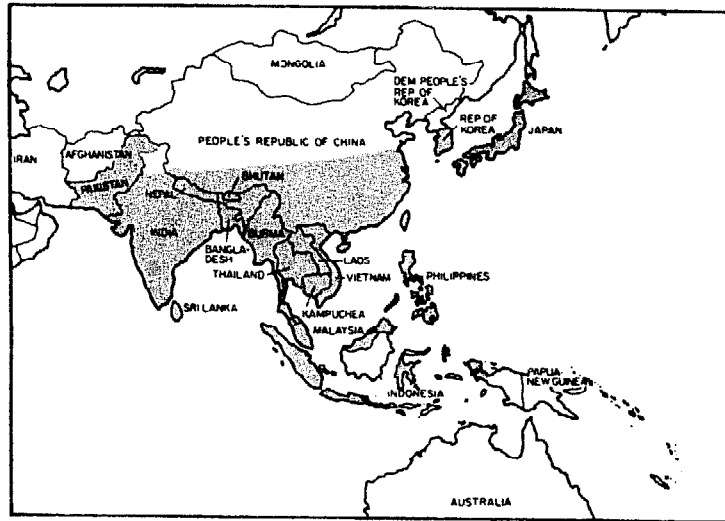 MONGOLIA
DEM PEOPLE'S
REP OF
KOREA
REP OF
KOREA
JAPAN
PEOPLE'S REPUBLIC OF CHINA
IRAN
AFGHANISTAN
PAKISTAN
NEPAL
BHUTAN
INDIA
BURMA
BANGLA-
DESH
LAOS
THAILAND
VIETNAM
PHILIPPINES
KAMPUCHEA
SRI LANKA
MALAYSIA
PAPUA
NEW GUINEA
INDONESIA
AUSTRALIA